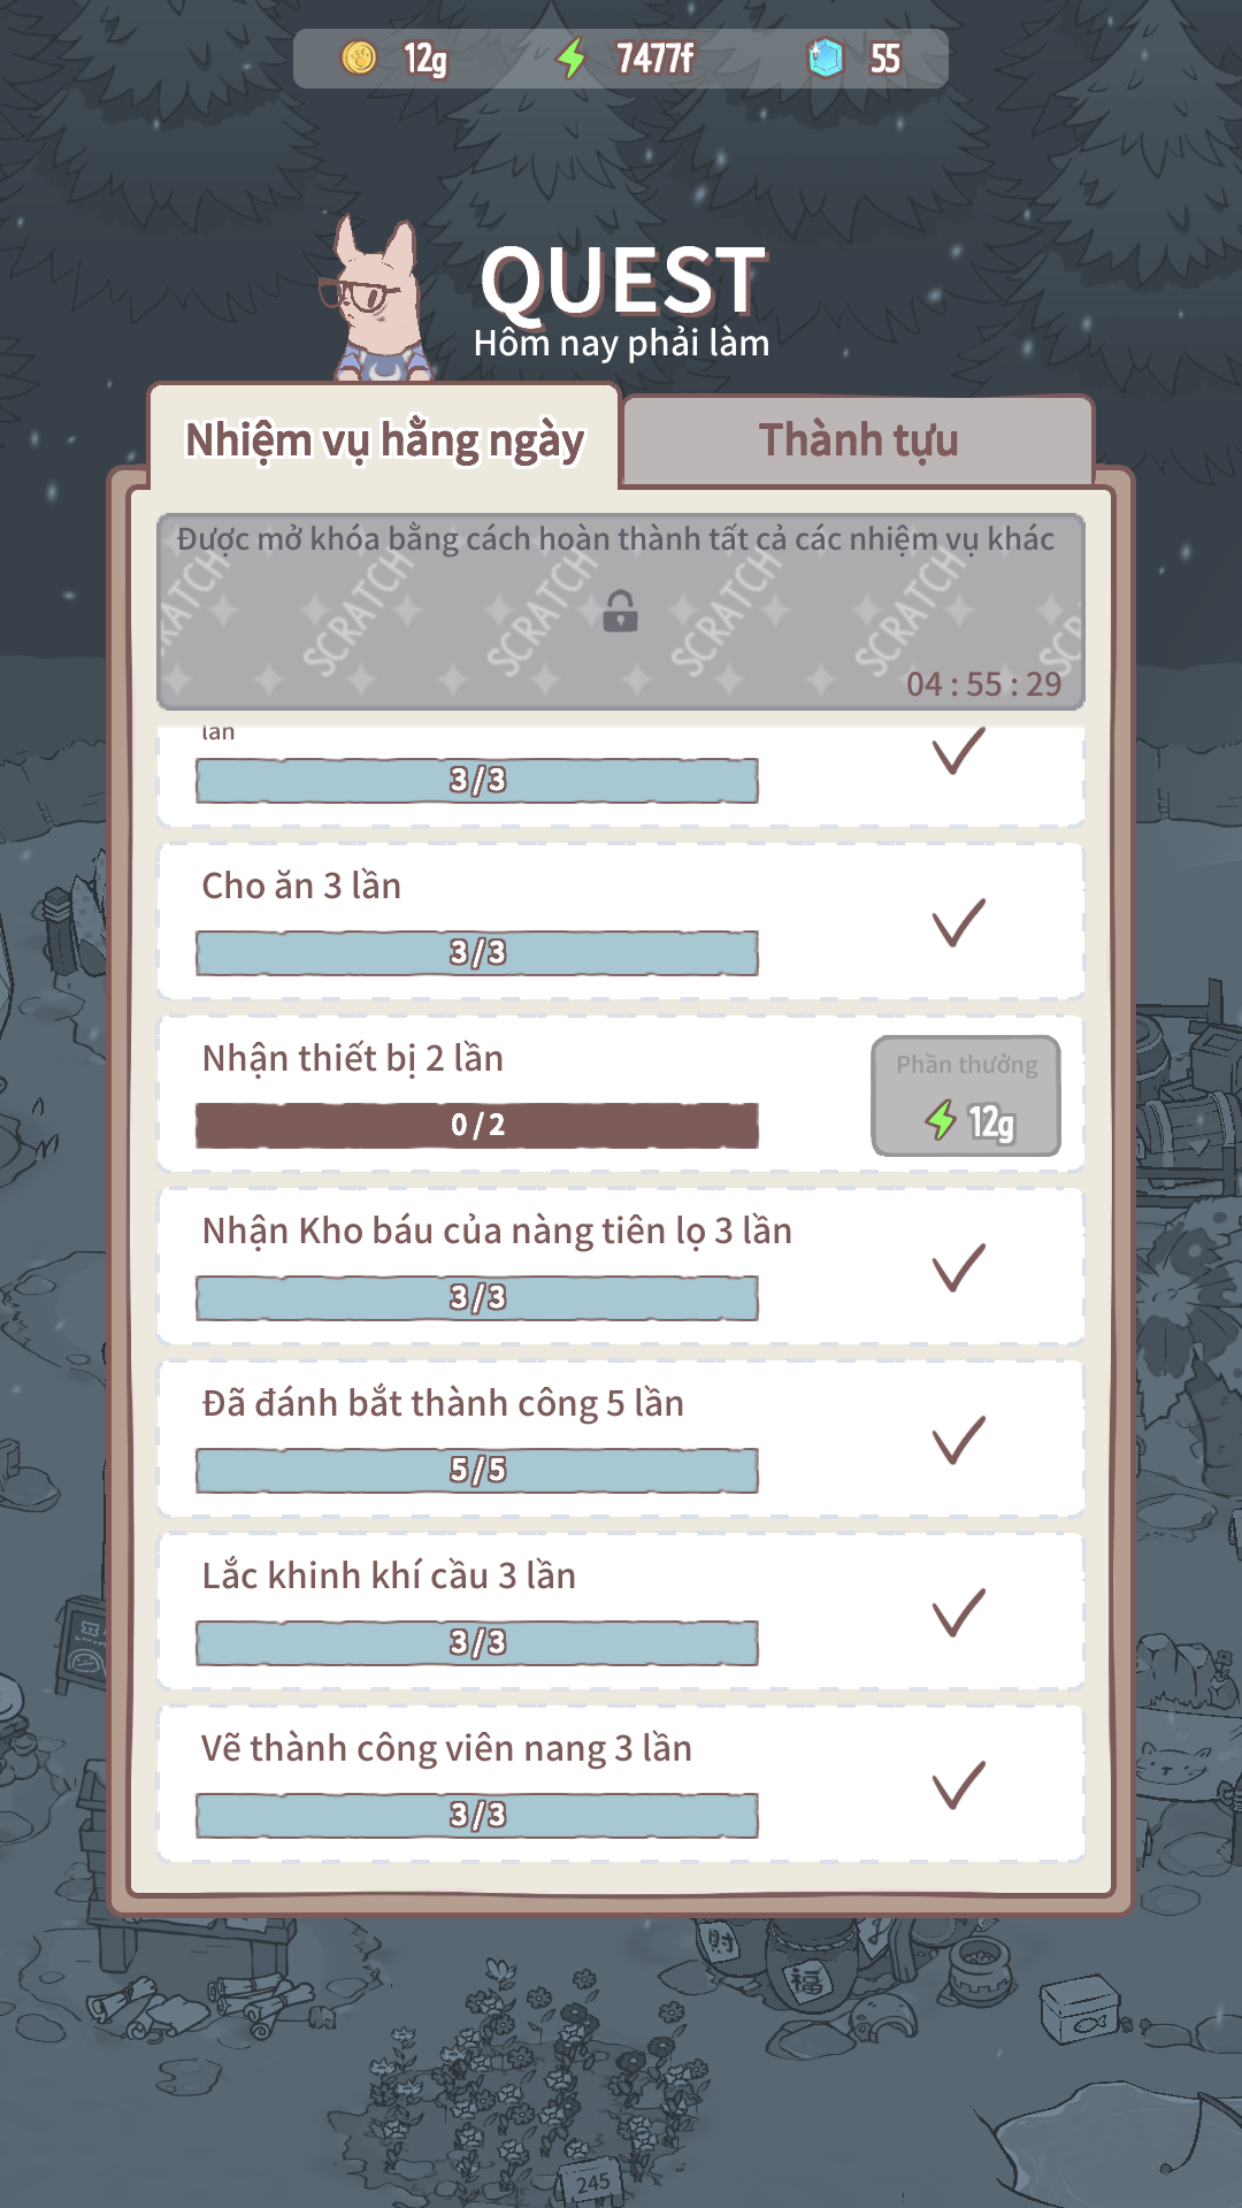 12g 7477f 55
QUEST
Hôm nay phải làm
Nhiệm vụ hằng ngày Thành tựu
Được mở khóa bằng cách hoàn thành tất cả các nhiệm vụ khác
SCRATCH SCRATCH SCRATCH SCRATCH
04 : 55 : 29
lần
3/3
Cho ăn 3 lần
3/3
Nhận thiết bị 2 lần
Phần thưởng
0/2
12g
Nhận Kho báu của nàng tiên lọ 3 lần
3/3
Đã đánh bắt thành công 5 lần
5/5
Lắc khinh khí cầu 3 lần
3/3
Vẽ thành công viên nang 3 lần
3/3
財
福
245